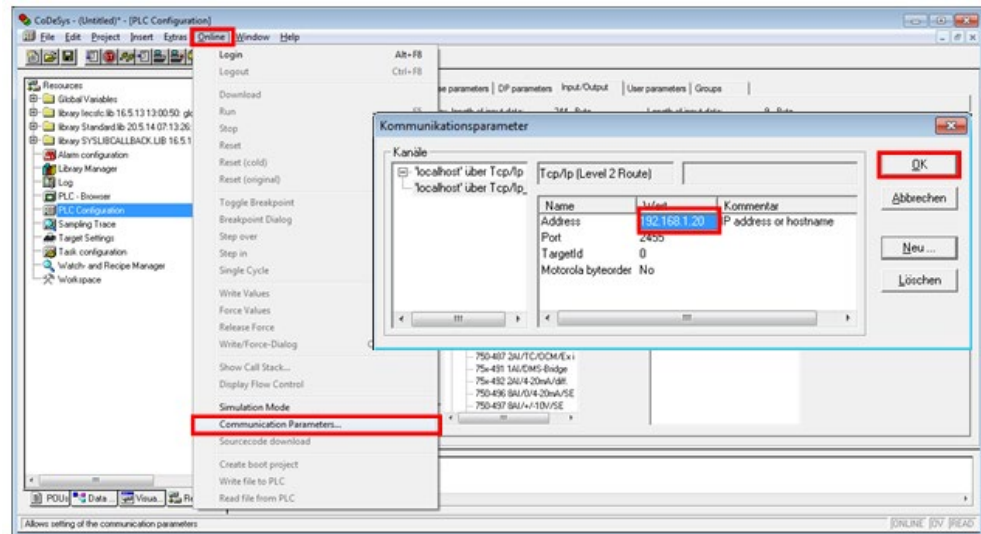 CoDeSys - (Untitled)* - [PLC Configuration]
File Edit Project Insert Extras Online Window Help
Login Alt+F8
Logout Ctrl+F8
Download
Run F5
Stop
Reset
Reset (cold)
Reset (original)
Toggle Breakpoint
Breakpoint Dialog
Step over
Step in
Single Cycle
Write Values
Force Values
Release Force
Write/Force-Dialog
Show Call Stack...
Display Flow Control
Simulation Mode
Communication Parameters...
Sourcecode download
Create boot project
Write file to PLC
Read file from PLC
Resources
Global Variables
library Iecsfc.lib 16.5.13 13:00:50: glo
library Standard.lib 20.5.14 07:13:26:
library SYSLIBCALLBACK.LIB 16.5.1
Alarm configuration
Library Manager
Log
PLC - Browser
PLC Configuration
Sampling Trace
Target Settings
Task configuration
Watch- and Recipe Manager
Workspace
se parameters DP parameters Input/Output User parameters Groups
Kommunikationsparameter
Kanäle
'localhost' über Tcp/Ip
'localhost' über Tcp/Ip_
Tcp/Ip (Level 2 Route)
Name Wert Kommentar
Address 192.168.1.20 IP address or hostname
Port 2455
TargetId 0
Motorola byteorder No
OK
Abbrechen
Neu ...
Löschen
750-487 2AI/TC/OCM/Ex i
75x-491 1AI/DMS-Bridge
75x-492 2AI/4-20mA/diff.
750-496 8AI/0/4-20mA/SE
750-497 8AI/+/-10V/SE
POUs Data ... Visua... Re
Allows setting of the communication parameters
ONLINE OV READ